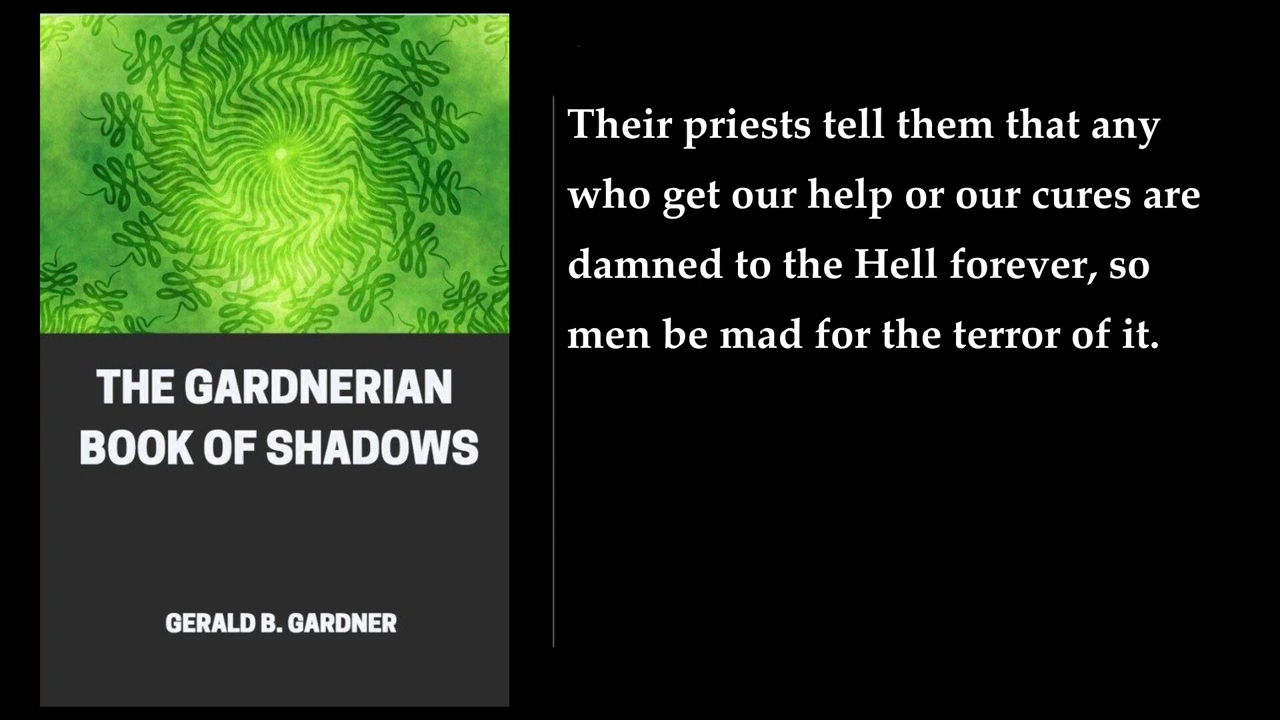 THE GARDNERIAN
BOOK OF SHADOWS
GERALD B. GARDNER
Their priests tell them that any
who get our help or our cures are
damned to the Hell forever, so
men be mad for the terror of it.